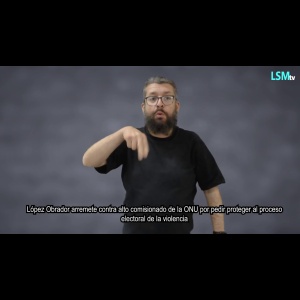 LSMtv
López Obrador arremete contra alto comisionado de la ONU por pedir proteger al proceso
electoral de la violencia